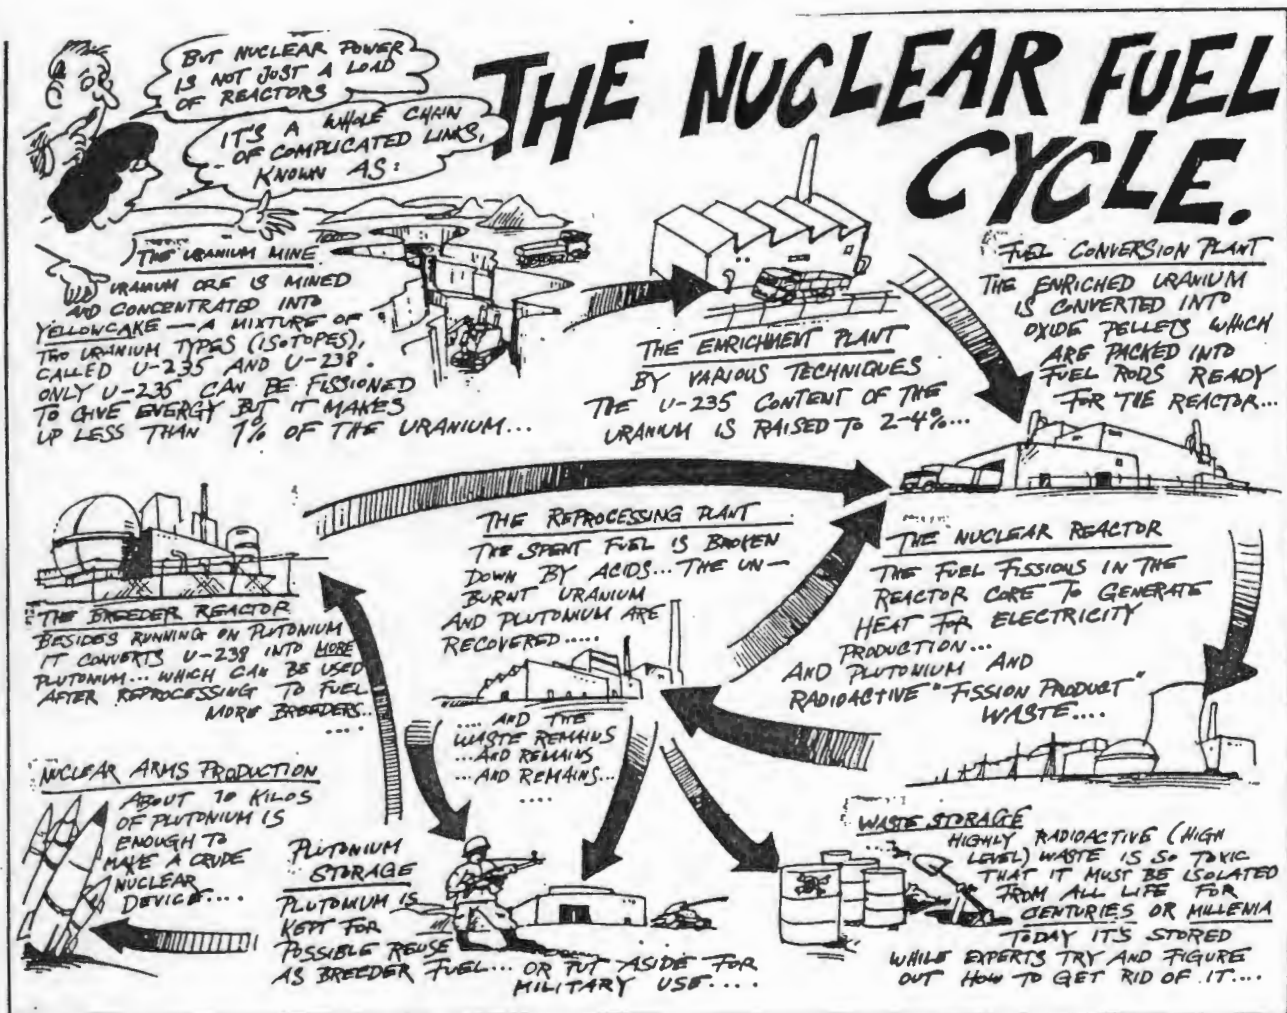 BUT NUCLEAR POWER
IS NOT JUST A LOAD
OF REACTORS
IT'S A WHOLE CHAIN
OF COMPLICATED LINKS,
KNOWN AS:
THE NUCLEAR FUEL
CYCLE.
THE URANIUM MINE
URANIUM ORE IS MINED
AND CONCENTRATED INTO
YELLOWCAKE — A MIXTURE OF
TWO URANIUM TYPES (ISOTOPES),
CALLED U-235 AND U-238.
ONLY U-235 CAN BE FISSIONED
TO GIVE ENERGY BUT IT MAKES
UP LESS THAN 1% OF THE URANIUM...
THE ENRICHMENT PLANT
BY VARIOUS TECHNIQUES
THE U-235 CONTENT OF THE
URANIUM IS RAISED TO 2-4%...
FUEL CONVERSION PLANT
THE ENRICHED URANIUM
IS CONVERTED INTO
OXIDE PELLETS WHICH
ARE PACKED INTO
FUEL RODS READY
FOR THE REACTOR...
THE NUCLEAR REACTOR
THE FUEL FISSIONS IN THE
REACTOR CORE TO GENERATE
HEAT FOR ELECTRICITY
PRODUCTION...
AND PLUTONIUM AND
RADIOACTIVE "FISSION PRODUCT"
WASTE....
THE REPROCESSING PLANT
THE SPENT FUEL IS BROKEN
DOWN BY ACIDS... THE UN-
BURNT URANIUM
AND PLUTONIUM ARE
RECOVERED.....
.... AND THE
WASTE REMAINS
...AND REMAINS
...AND REMAINS...
....
THE BREEDER REACTOR
BESIDES RUNNING ON PLUTONIUM
IT CONVERTS U-238 INTO MORE
PLUTONIUM... WHICH CAN BE USED
AFTER REPROCESSING TO FUEL
MORE BREEDERS...
....
NUCLEAR ARMS PRODUCTION
ABOUT 10 KILOS
OF PLUTONIUM IS
ENOUGH TO
MAKE A CRUDE
NUCLEAR
DEVICE....
PLUTONIUM
STORAGE
PLUTONIUM IS
KEPT FOR
POSSIBLE REUSE
AS BREEDER FUEL... OR PUT ASIDE FOR
MILITARY USE.....
WASTE STORAGE
HIGHLY RADIOACTIVE (HIGH
LEVEL) WASTE IS SO TOXIC
THAT IT MUST BE ISOLATED
FROM ALL LIFE FOR
CENTURIES OR MILLENIA
TODAY IT'S STORED
WHILE EXPERTS TRY AND FIGURE
OUT HOW TO GET RID OF IT....